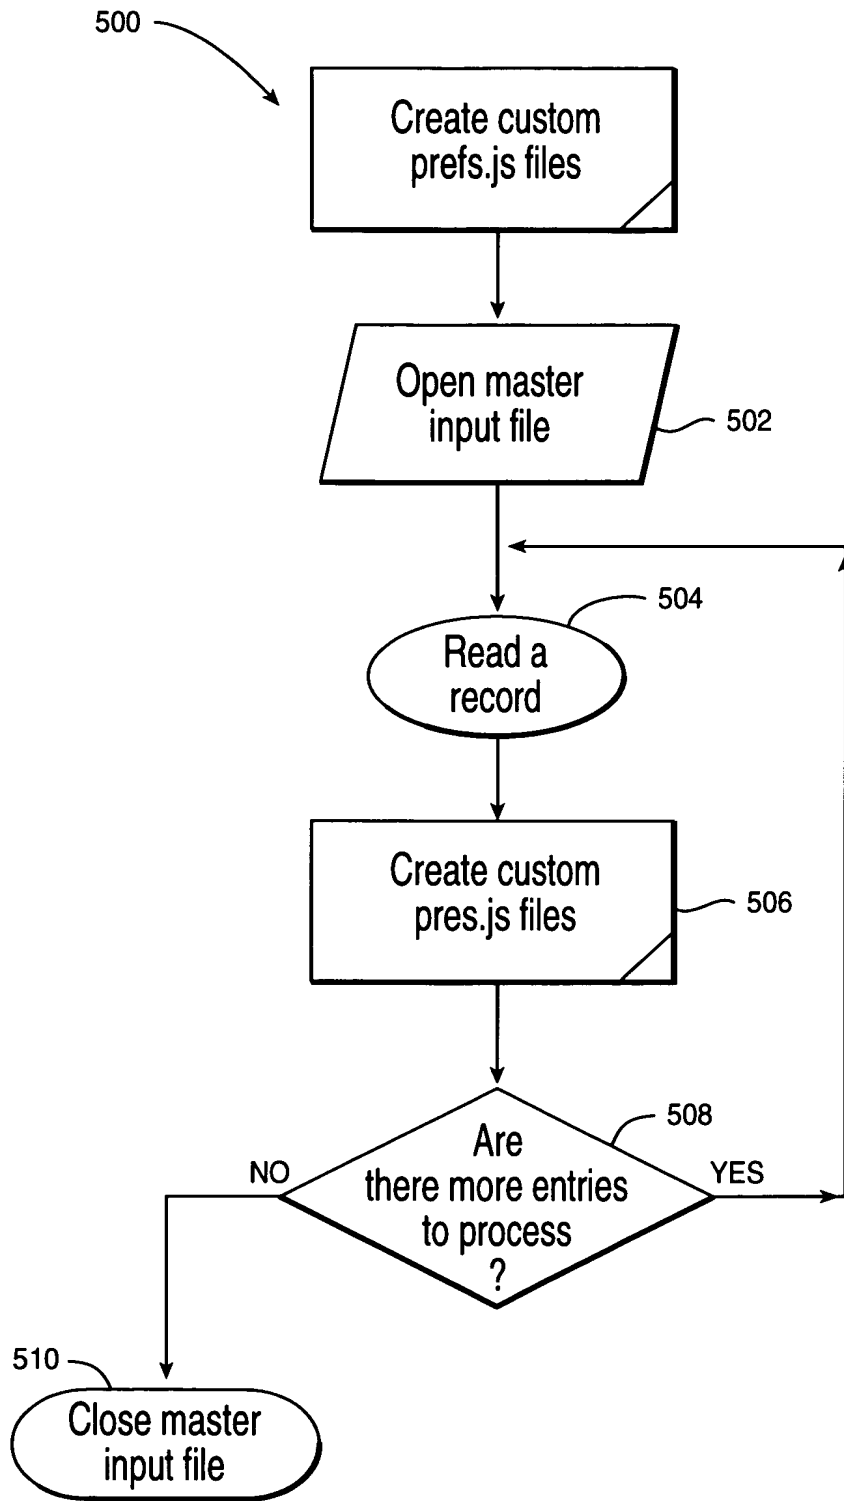 500
Create custom
prefs.js files
Open master
input file
502
504
Read a
record
Create custom
pres.js files
506
508
Are
there more entries
to process
?
NO
YES
510
Close master
input file